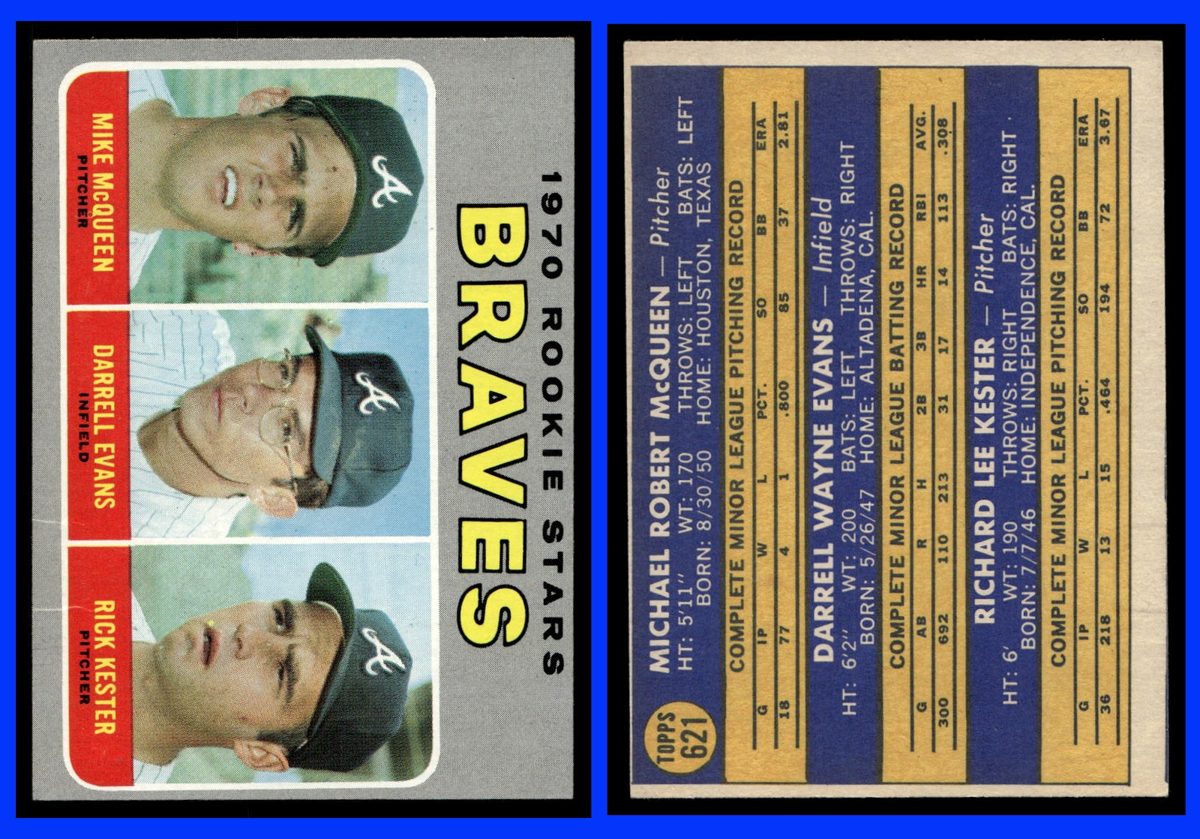 1970 ROOKIE STARS
BRAVES
A
A
A
MIKE McQUEEN
PITCHER
DARRELL EVANS
INFIELD
RICK KESTER
PITCHER
TOPPS
621
MICHAEL ROBERT McQUEEN — Pitcher
HT: 5'11" WT: 170 THROWS: LEFT BATS: LEFT
BORN: 8/30/50 HOME: HOUSTON, TEXAS
COMPLETE MINOR LEAGUE PITCHING RECORD
G IP W L PCT. SO BB ERA
18 77 4 1 .800 85 37 2.81
DARRELL WAYNE EVANS — Infield
HT: 6'2" WT: 200 BATS: LEFT THROWS: RIGHT
BORN: 5/26/47 HOME: ALTADENA, CAL.
COMPLETE MINOR LEAGUE BATTING RECORD
G AB R H 2B 3B HR RBI AVG.
300 692 110 213 31 17 14 113 .308
RICHARD LEE KESTER — Pitcher
HT: 6' WT: 190 THROWS: RIGHT BATS: RIGHT
BORN: 7/7/46 HOME: INDEPENDENCE, CAL.
COMPLETE MINOR LEAGUE PITCHING RECORD
G IP W L PCT. SO BB ERA
36 218 13 15 .464 194 72 3.67